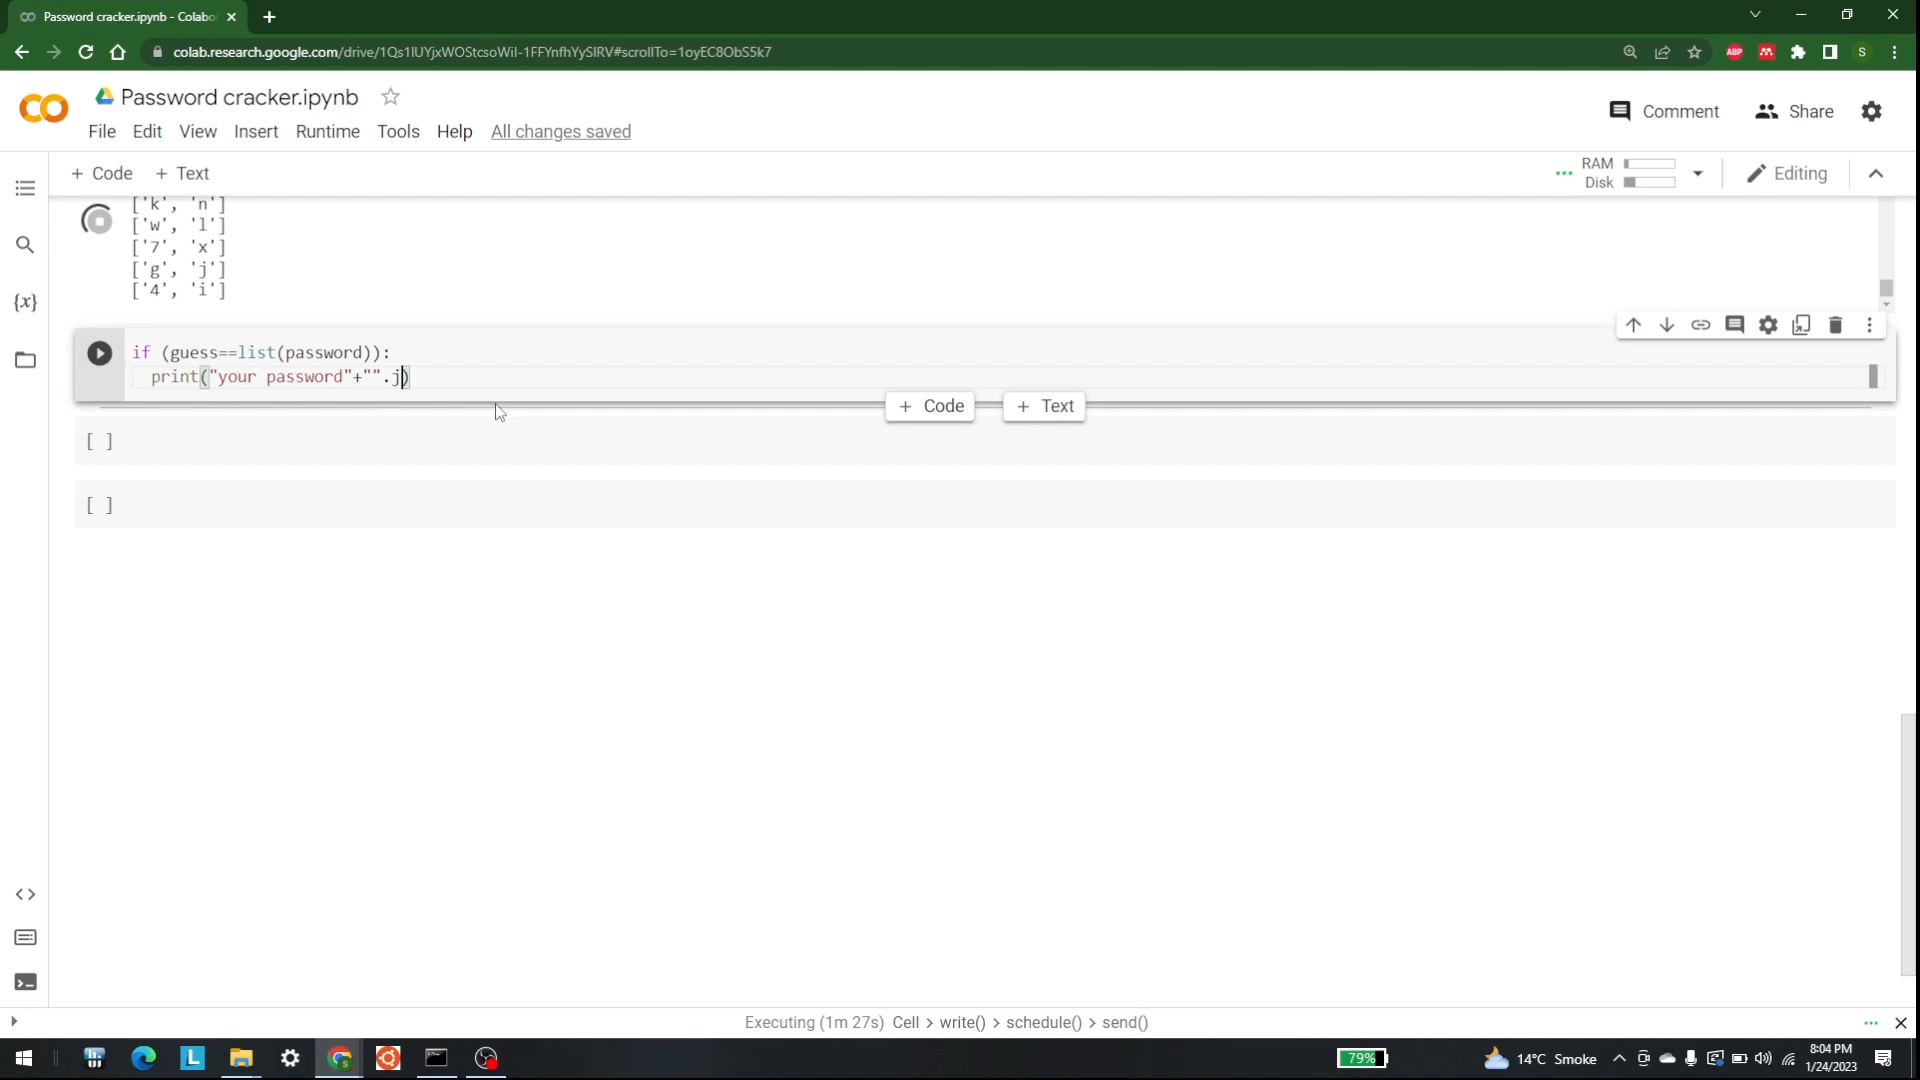 Password cracker.ipynb - Colabo
colab.research.google.com/drive/1Qs1IUYjxWOStcsoWiI-1FFYnfhYySlRV#scrollTo=1oyEC8ObS5k7
ABP
S
Password cracker.ipynb
File Edit View Insert Runtime Tools Help All changes saved
Comment Share
+ Code + Text
RAM
Disk
Editing
['k', 'n']
['w', 'l']
['7', 'x']
['g', 'j']
['4', 'i']
{x}
if (guess==list(password)):
print("your password"+"".j)
+ Code + Text
[ ]
[ ]
Executing (1m 27s) Cell > write() > schedule() > send()
L
79%
14°C Smoke
8:04 PM
1/24/2023